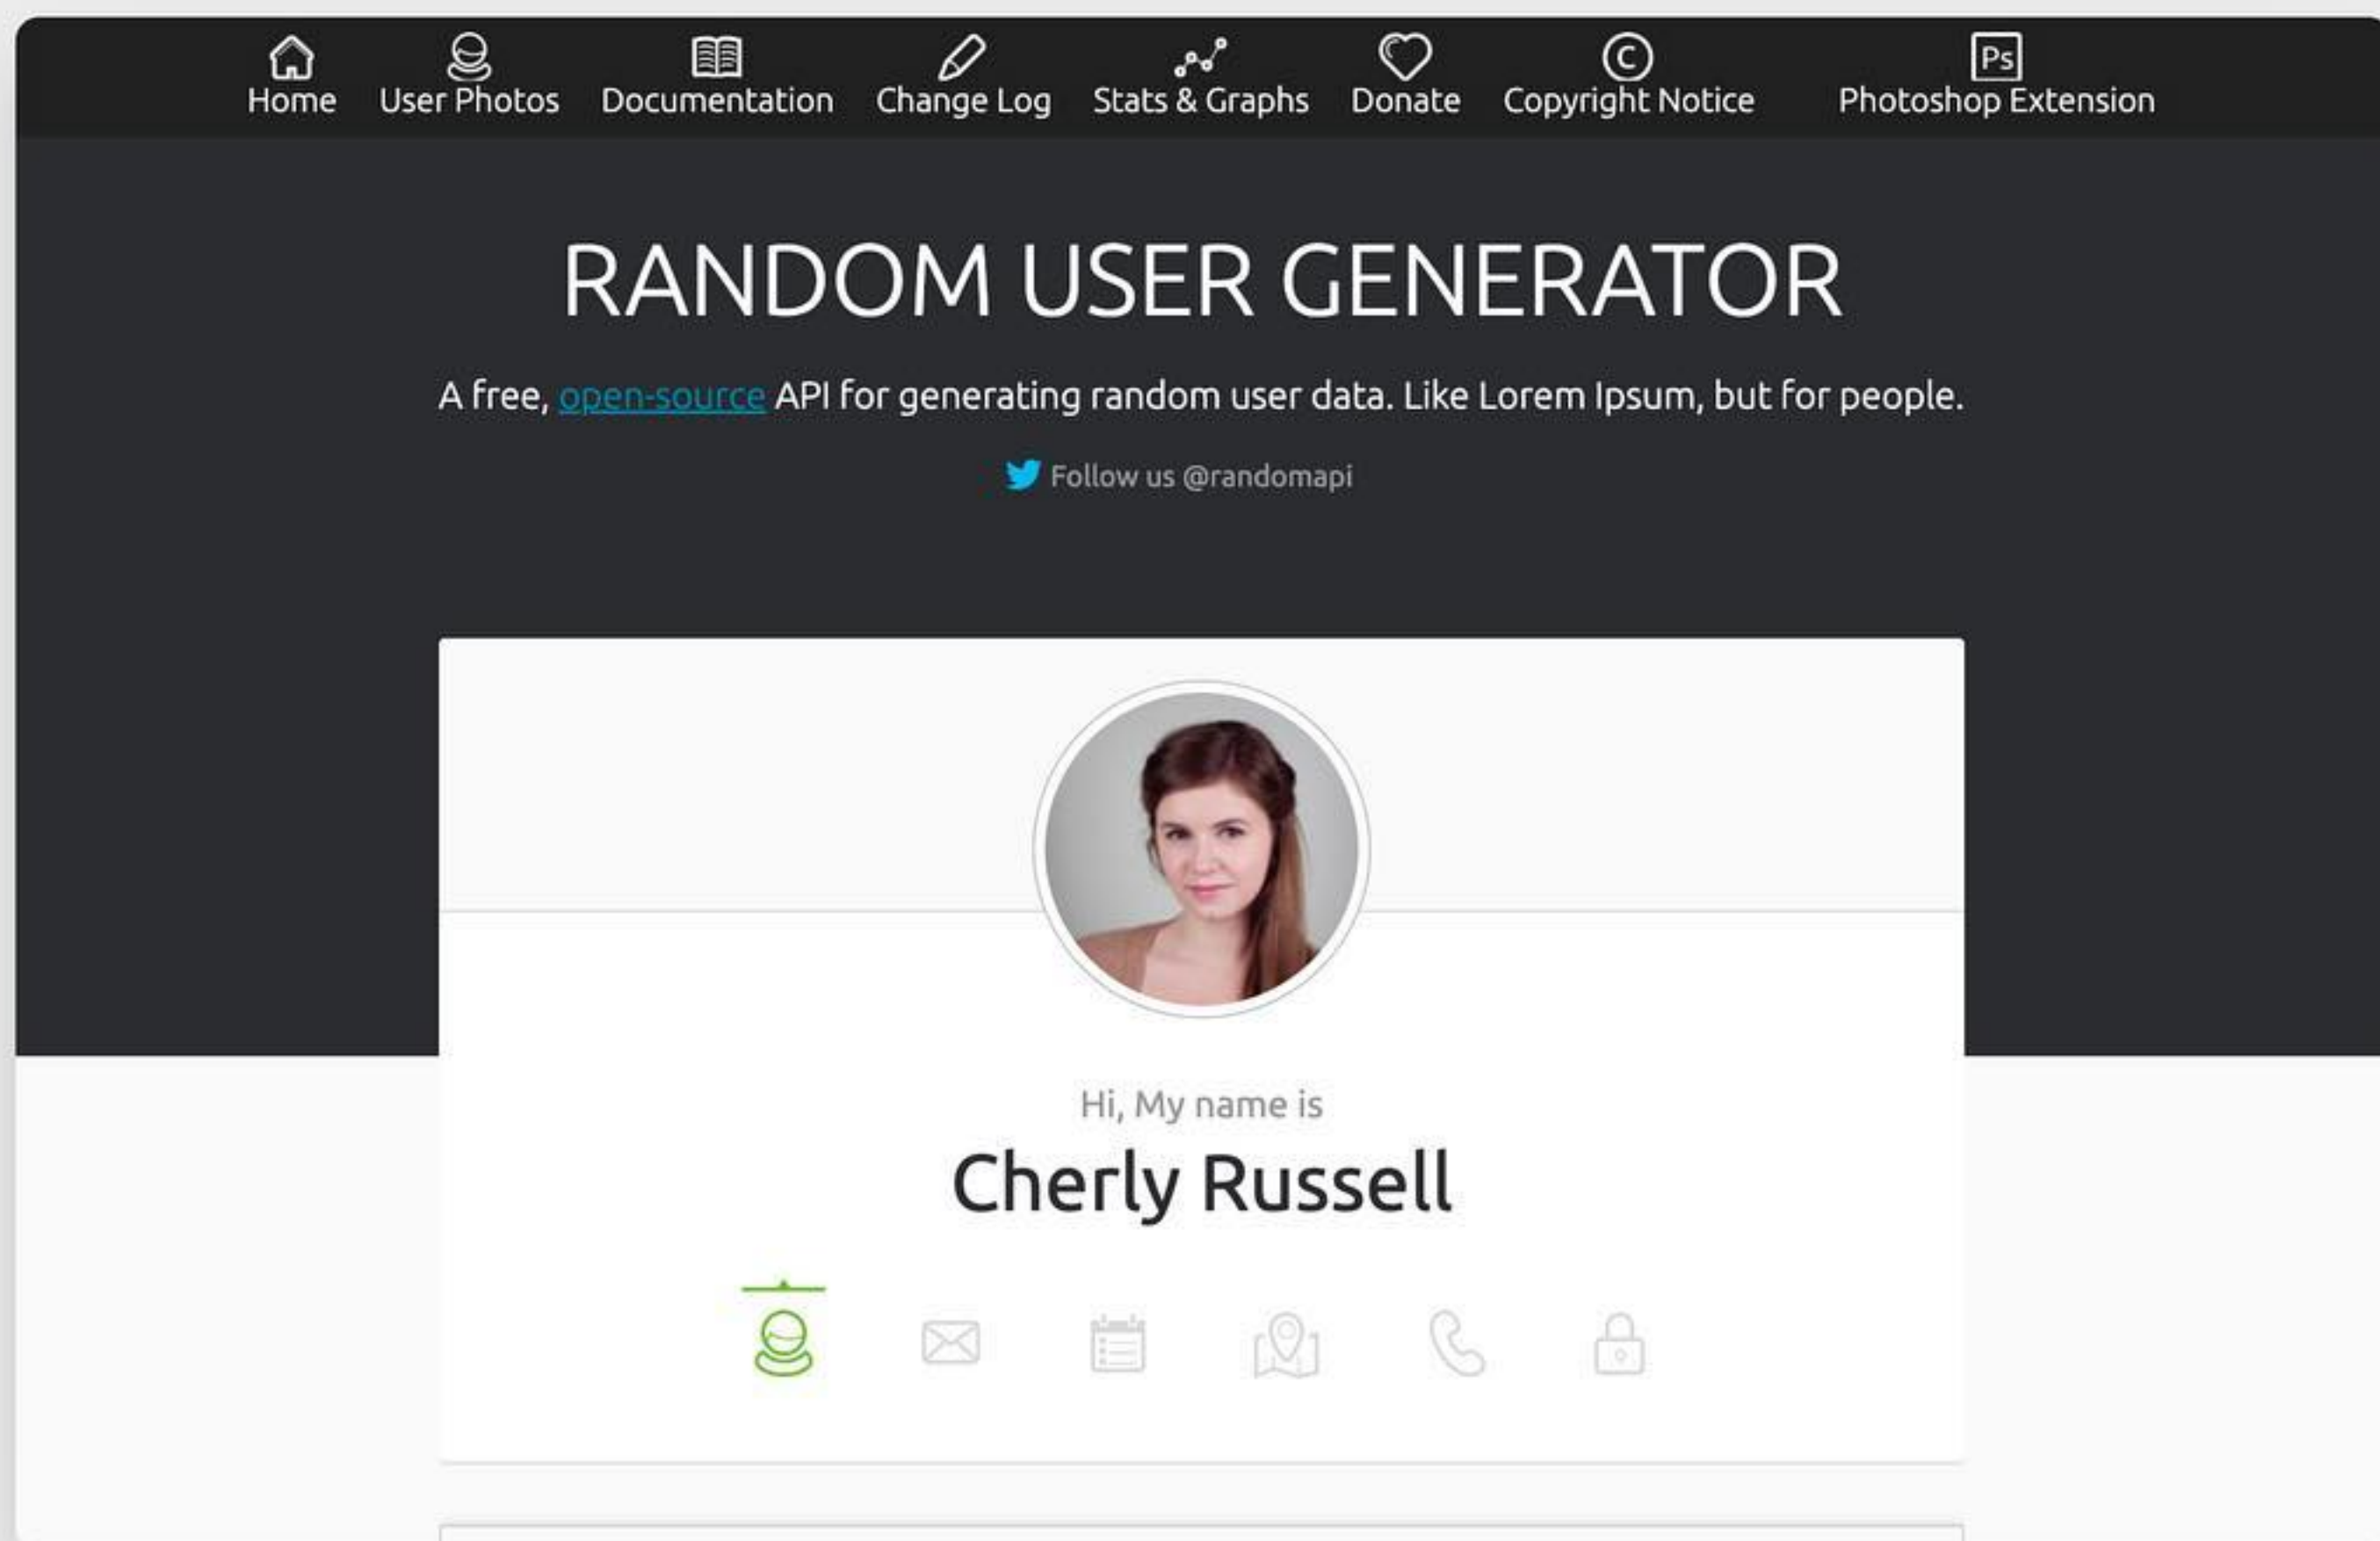 Home User Photos Documentation Change Log Stats & Graphs Donate Copyright Notice Photoshop Extension
C
Ps
RANDOM USER GENERATOR
A free, open-source API for generating random user data. Like Lorem Ipsum, but for people.
Follow us @randomapi
Hi, My name is
Cherly Russell